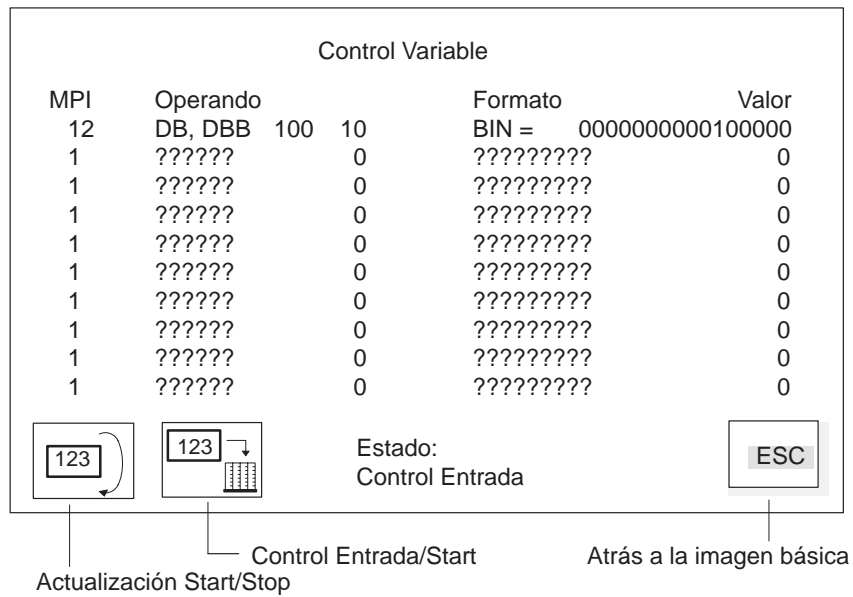 Control Variable
MPI Operando Formato Valor
12 DB, DBB 100 10 BIN = 0000000000100000
1 ?????? 0 ????????? 0
1 ?????? 0 ????????? 0
1 ?????? 0 ????????? 0
1 ?????? 0 ????????? 0
1 ?????? 0 ????????? 0
1 ?????? 0 ????????? 0
1 ?????? 0 ????????? 0
1 ?????? 0 ????????? 0
1 ?????? 0 ????????? 0
123 123 Estado: ESC
Control Entrada
Control Entrada/Start Atrás a la imagen básica
Actualización Start/Stop